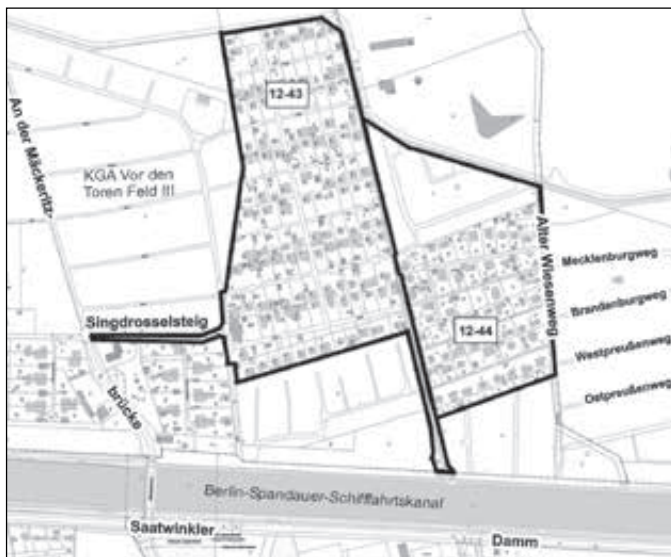 12-43
An der Mäckeritz-
brücke
KGA Vor den
Toren Feld III
Singdrosselsteig
12-44
Alter Wiesenweg
Mecklenburgweg
Brandenburgweg
Westpreußenweg
Ostpreußenweg
Berlin-Spandauer-Schifffahrtskanal
Saatwinkler
Damm